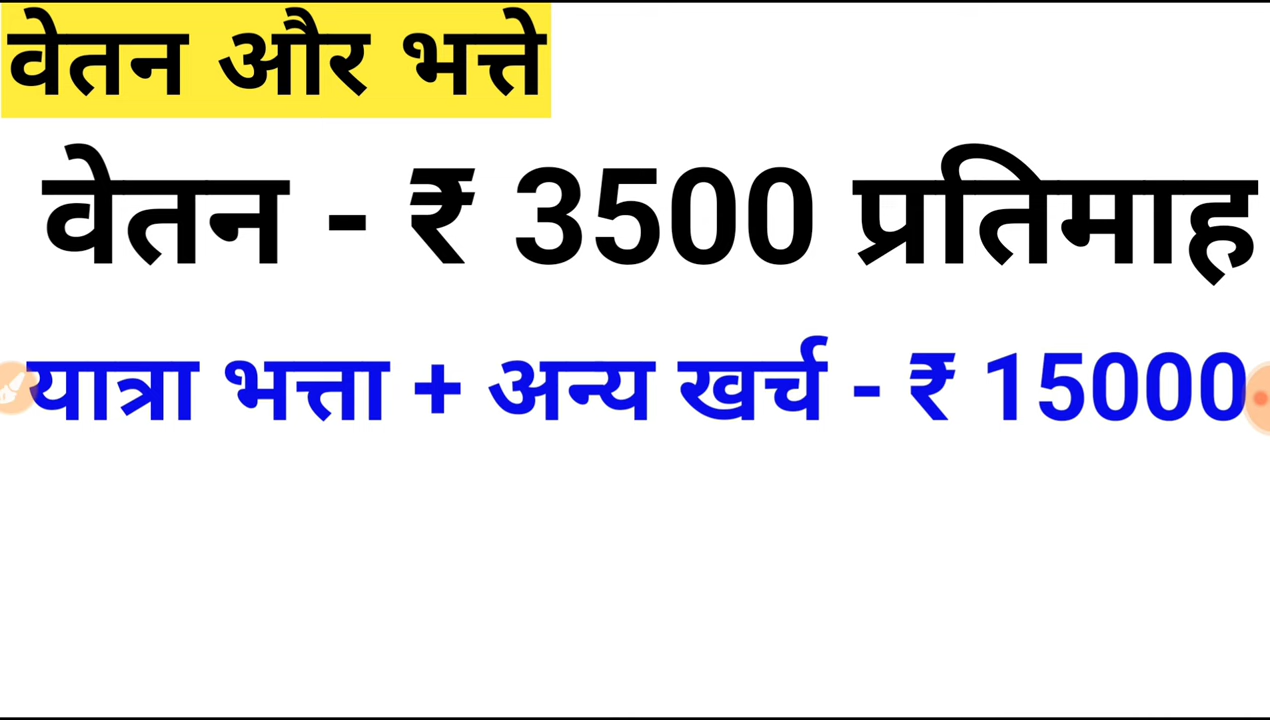 वेतन और भत्ते
वेतन - ₹ 3500 प्रतिमाह
यात्रा भत्ता + अन्य खर्च - ₹ 15000